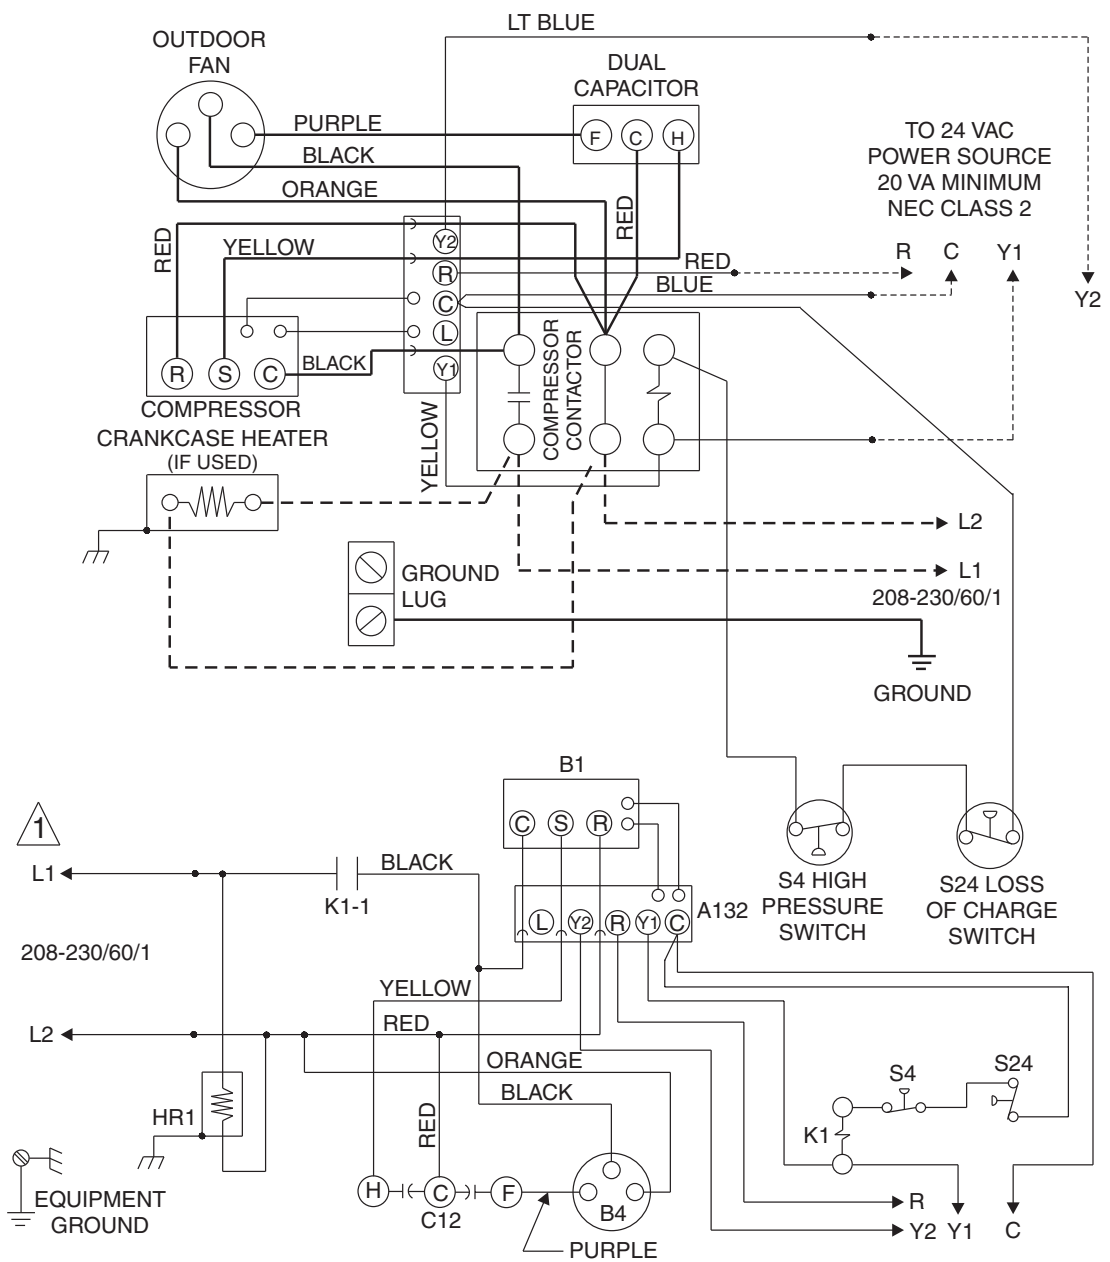 LT BLUE
OUTDOOR
FAN
DUAL
CAPACITOR
PURPLE
F C H
BLACK
ORANGE
TO 24 VAC
POWER SOURCE
20 VA MINIMUM
NEC CLASS 2
RED
YELLOW
RED
Y2
R
C
L
Y1
RED
BLUE
R C Y1
Y2
R S C
BLACK
COMPRESSOR
COMPRESSOR
CONTACTOR
CRANKCASE HEATER
(IF USED)
YELLOW
L2
L1
208-230/60/1
GROUND
LUG
GROUND
B1
C S R
1
L1
BLACK
K1-1
A132
L Y2 R Y1 C
S4 HIGH
PRESSURE
SWITCH
S24 LOSS
OF CHARGE
SWITCH
208-230/60/1
YELLOW
L2
RED
ORANGE
BLACK
S4
S24
HR1
RED
K1
H C F
C12
B4
PURPLE
EQUIPMENT
GROUND
R
Y2 Y1 C